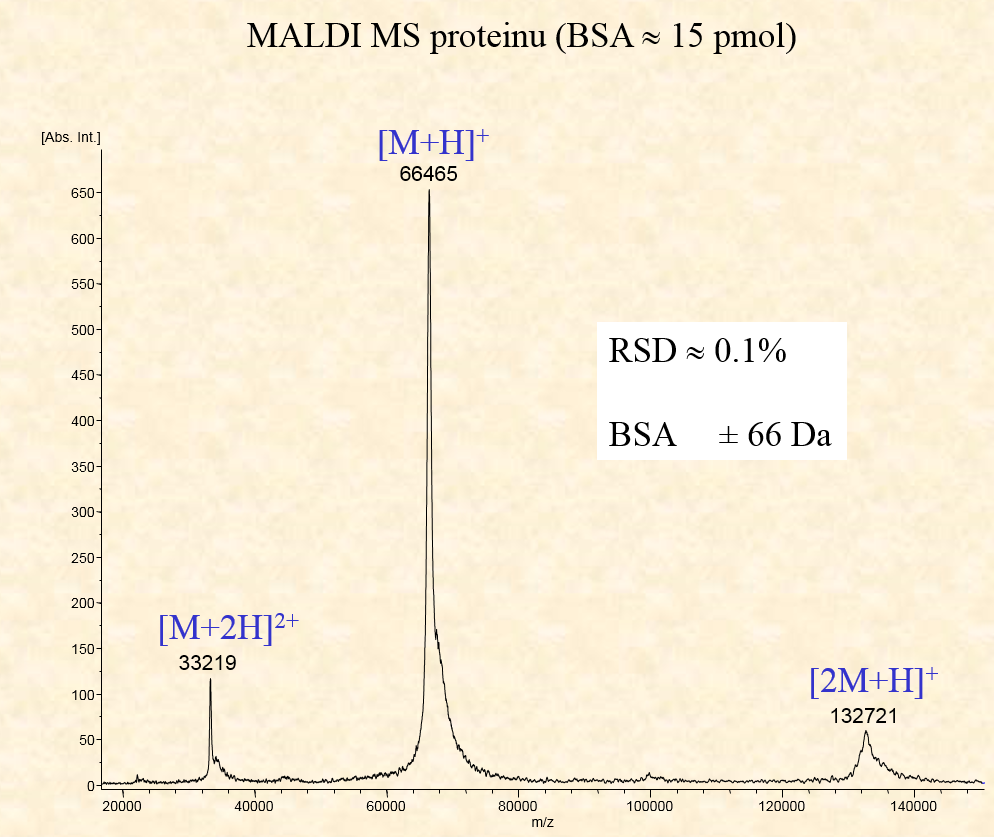 MALDI MS proteinu (BSA ≈ 15 pmol)
[Abs. Int.]
[M+H]⁺
66465
650
600
550
500
450
400
350
300
250
200
150
100
50
0
RSD ≈ 0.1%
BSA ± 66 Da
[M+2H]²⁺
33219
[2M+H]⁺
132721
20000 40000 60000 80000 100000 120000 140000
m/z